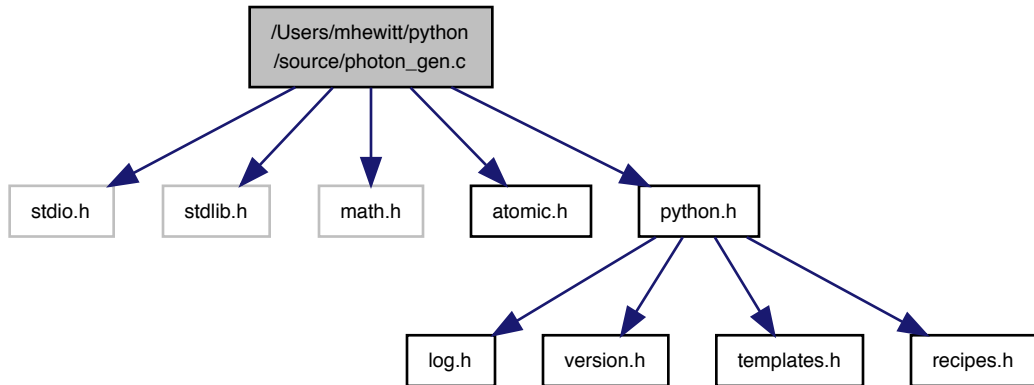 /Users/mhewitt/python
/source/photon_gen.c
stdio.h
stdlib.h
math.h
atomic.h
python.h
log.h
version.h
templates.h
recipes.h